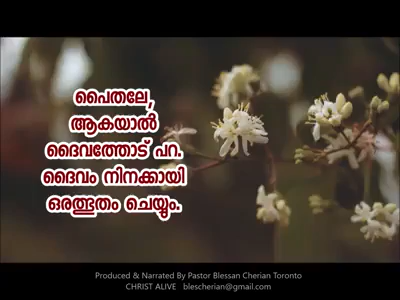 പൈതലേ,
ആകയാൽ
ദൈവത്തോട് പറ.
ദൈവം നിനക്കായി
ഒരത്ഭുതം ചെയ്യും.
Produced & Narrated By Pastor Blessan Cherian Toronto
CHRIST ALIVE blescherian@gmail.com